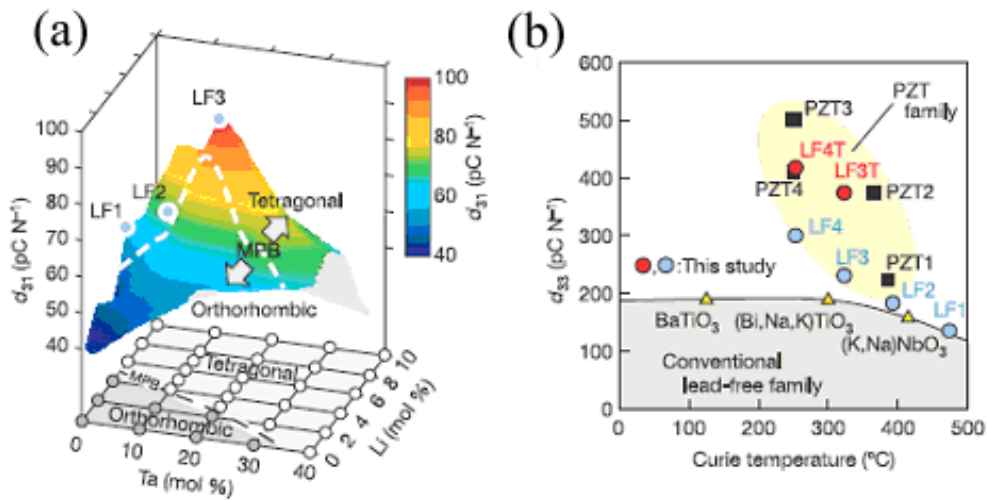 (a)
LF3
LF2
LF1
100
90
80
70
60
50
40
d31 (pC N⁻¹)
100
80
60
40
d31 (pC N⁻¹)
Tetragonal
MPB
Orthorhombic
Tetragonal
MPB
Orthorhombic
0
10
20
30
40
Ta (mol %)
0
2
4
6
8
10
Li (mol %)
(b)
600
500
400
300
200
100
0
d33 (pC N⁻¹)
PZT3
PZT
family
LF4T
LF3T
PZT4
PZT2
LF4
LF3
,  :This study
PZT1
LF2
LF1
BaTiO3
(Bi,Na,K)TiO3
(K,Na)NbO3
Conventional
lead-free family
0
100
200
300
400
500
Curie temperature (ºC)